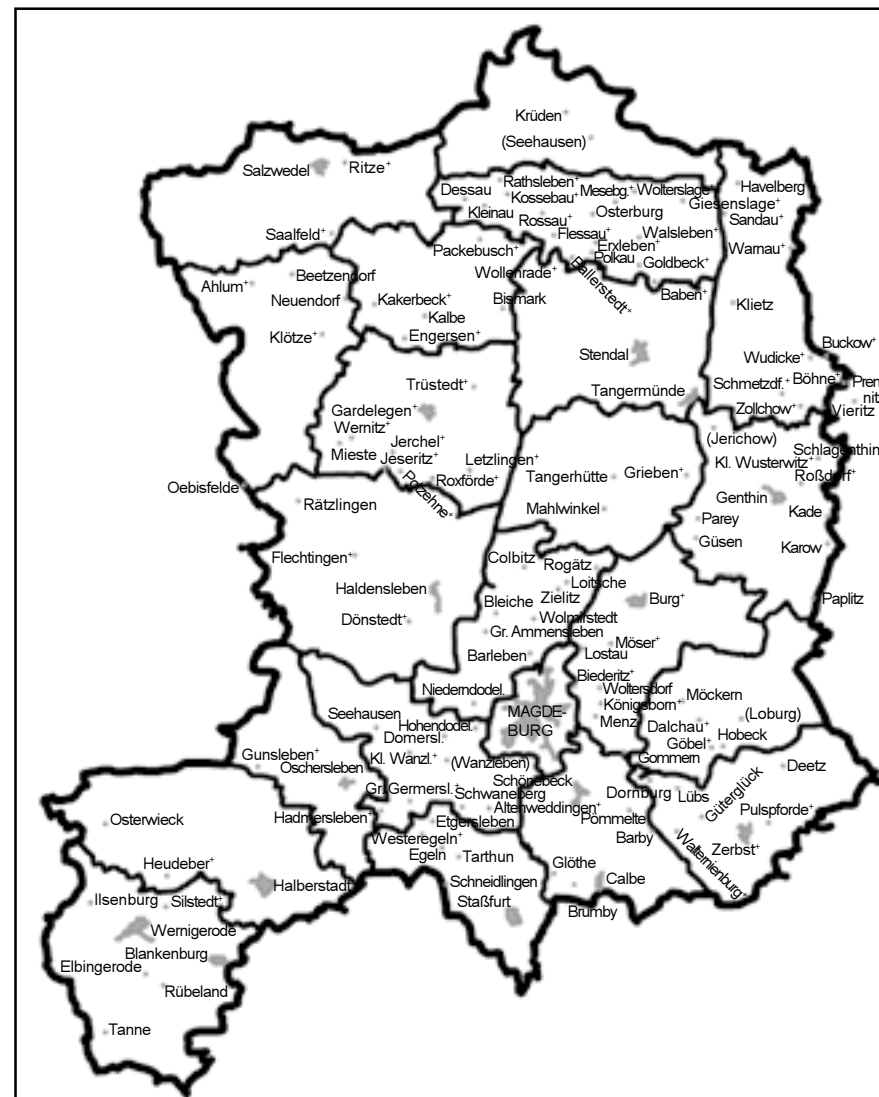 Krüden+
(Seehausen)
Salzwedel
Ritze+
Saalfeld+
Dessau
Rathsleben+
Mesebg.+
Wolterslage+
Kossebau+
Kleinau
Rossau+
Osterburg
Giesenslage+
Flessau+
Walsleben+
Erxleben+
Polkau
Goldbeck+
Havelberg
Sandau+
Warnau+
Klietz
Wudicke+
Buckow+
Schmetzdf.+
Böhne+
Prem
nitz
Zollchow+
Vieritz
Ahlum+
Beetzendorf
Neuendorf
Klötze+
Packebusch+
Wollenrade+
Kakerbeck+
Bismark
Kalbe
Engersen+
Ballerstedt+
Baben+
Stendal
Tangermünde
Trüstedt+
Gardelegen+
Wernitz+
Jerchel+
Mieste
Jeseritz+
Letzlingen+
Roxförde+
Polzehne+
Oebisfelde
Tangerhütte
Grieben+
Mahlwinkel
(Jerichow)
Schlagenthin
Kl. Wusterwitz+
Roßdorf+
Genthin
Kade
Parey
Güsen
Karow
Paplitz
Rätzlingen
Flechtingen+
Haldensleben
Dönstedt+
Colbitz
Rogätz
Loitsche
Zielitz
Bleiche
Wolmirstedt
Gr. Ammensleben
Barleben
Niederndodel.
Burg+
Möser+
Lostau
Biederitz+
Woltersdorf
Königsborn+
Menz
MAGDE-
BURG
Möckern
(Loburg)
Dalchau+
Hobeck
Göbel+
Gommern
Seehausen
Hohendodel.
Domersl.
Kl. Wanzl.+
(Wanzleben)
Gunsleben+
Oschersleben
Gr.Germersl.+
Schwaneberg
Hadmersleben+
Etgersleben
Schönebeck
Altenweddingen+
Dornburg
Pömmelte
Barby
Glöthe
Calbe
Brumby
Deetz
Lübs
Güterglück
Pulspforde+
Zerbst+
Walternienburg+
Westeregeln+
Egeln
Tarthun
Schneidlingen
Staßfurt
Osterwieck
Heudeber+
Halberstadt
Ilsenburg
Silstedt+
Wernigerode
Blankenburg
Elbingerode
Rübeland
Tanne